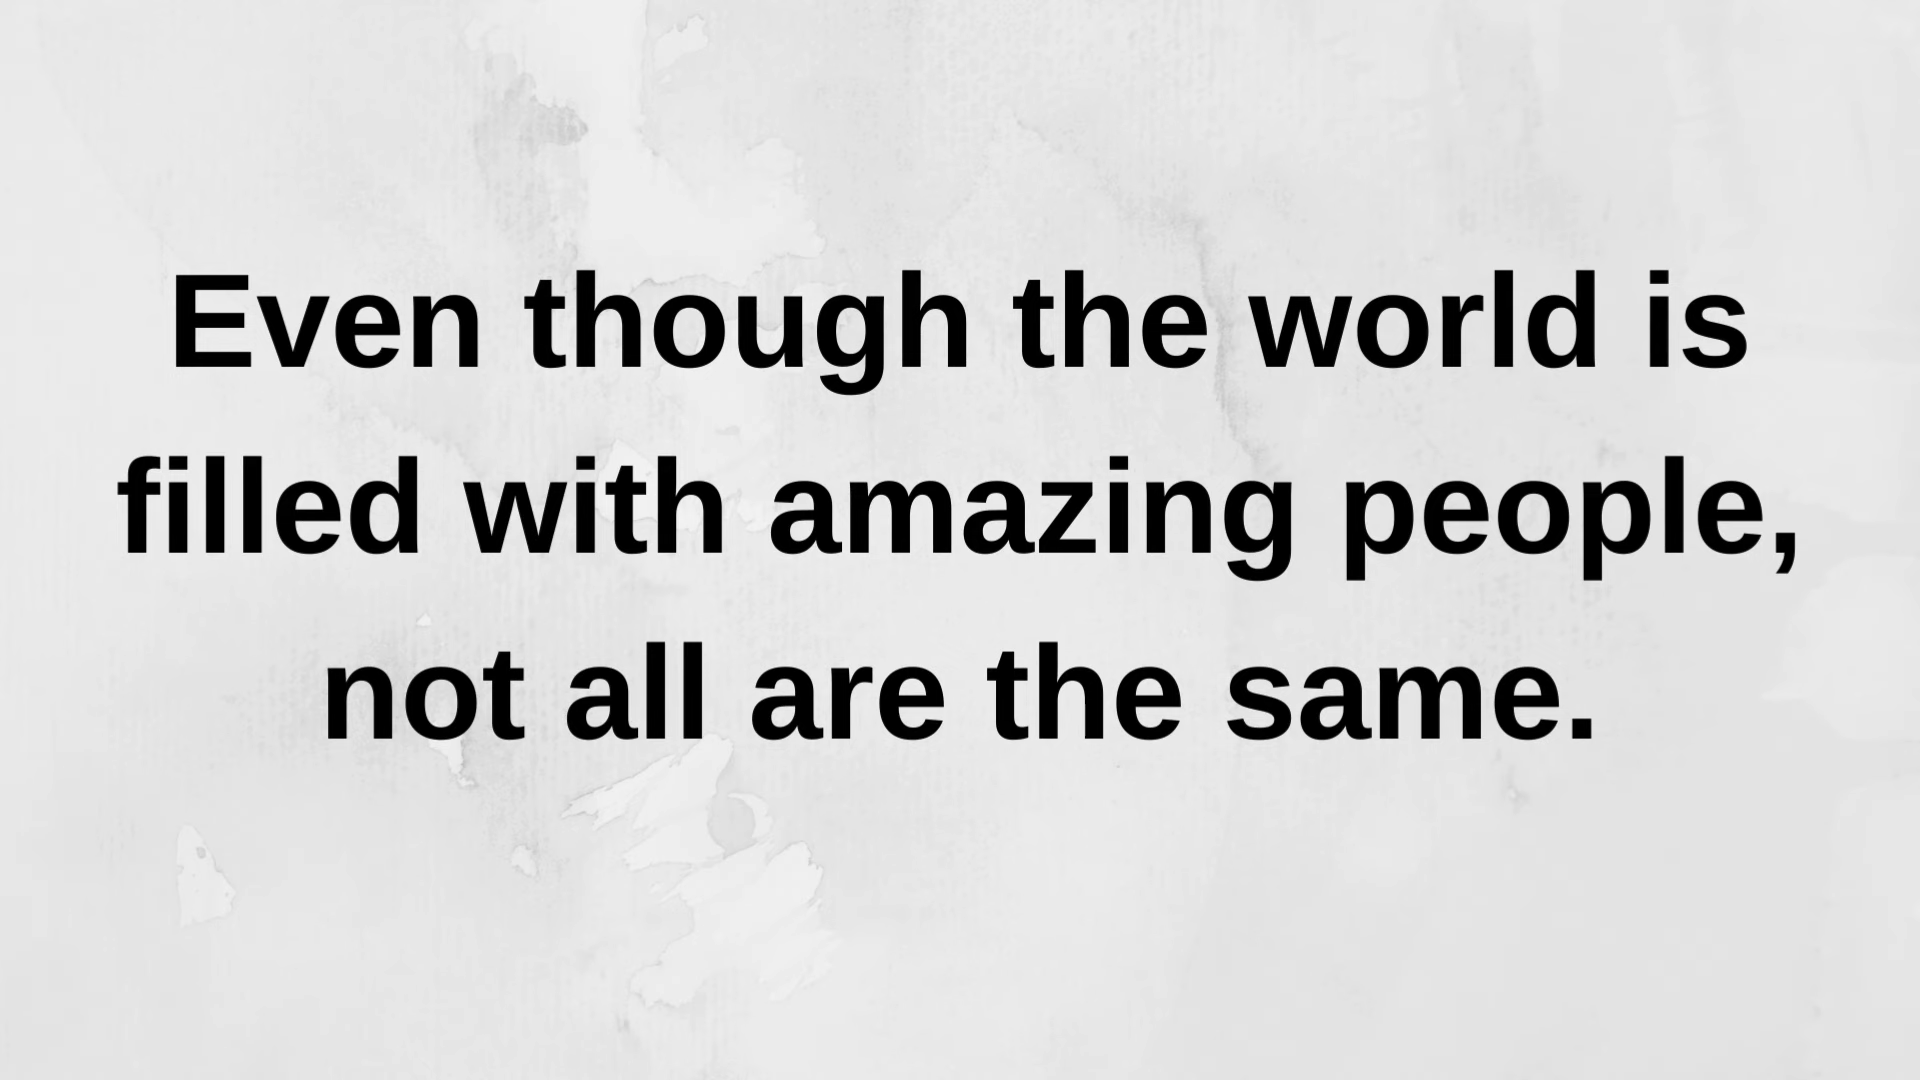 Even though the world is
filled with amazing people,
not all are the same.